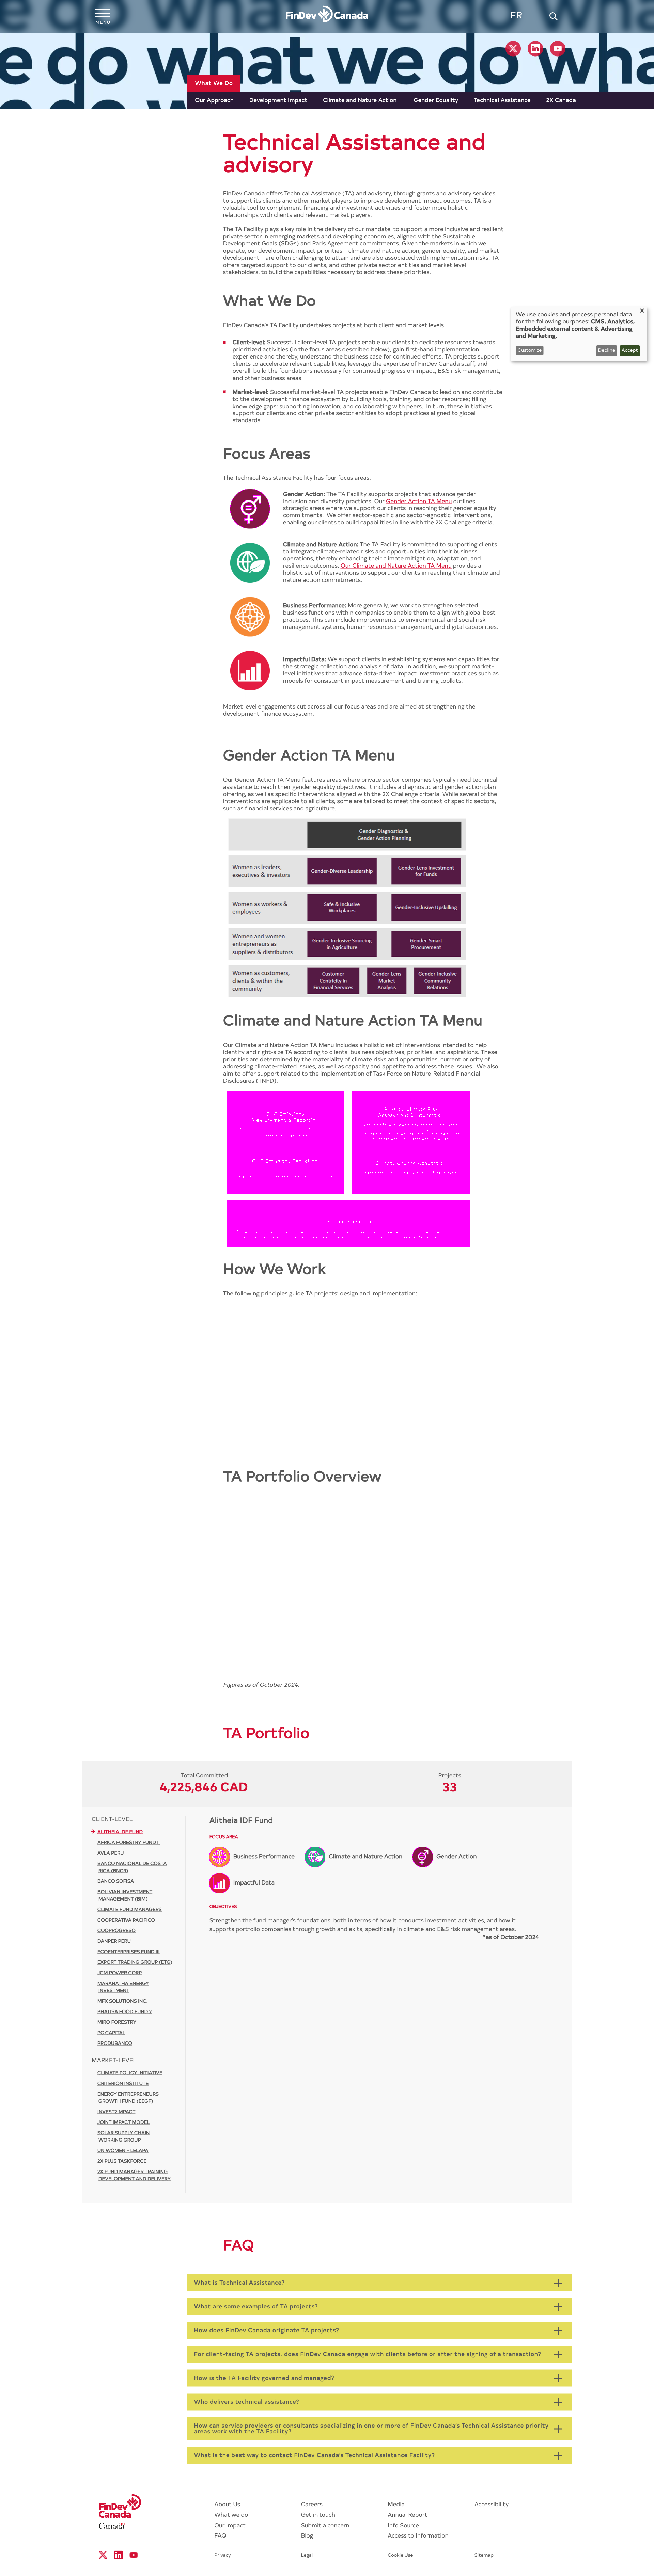 MENU
FinDev Canada
FR
do what we do what we do wha
What We Do
Our Approach
Development Impact
Climate and Nature Action
Gender Equality
Technical Assistance
2X Canada
Technical Assistance and
advisory
FinDev Canada offers Technical Assistance (TA) and advisory, through grants and advisory services,
to support its clients and other market players to improve development impact outcomes. TA is a
valuable tool to complement financing and investment activities and foster more holistic
relationships with clients and relevant market players.
The TA Facility plays a key role in the delivery of our mandate, to support a more inclusive and resilient
private sector in emerging markets and developing economies, aligned with the Sustainable
Development Goals (SDGs) and Paris Agreement commitments. Given the markets in which we
operate, our development impact priorities – climate and nature action, gender equality, and market
development – are often challenging to attain and are also associated with implementation risks. TA
offers targeted support to our clients, and other private sector entities and market level
stakeholders, to build the capabilities necessary to address these priorities.
What We Do
FinDev Canada's TA Facility undertakes projects at both client and market levels.
Client-level: Successful client-level TA projects enable our clients to dedicate resources towards
prioritized activities (in the focus areas described below), gain first-hand implementation
experience and thereby, understand the business case for continued efforts. TA projects support
clients to accelerate relevant capabilities, leverage the expertise of FinDev Canada staff, and
overall, build the foundations necessary for continued progress on impact, E&S risk management,
and other business areas.
Market-level: Successful market-level TA projects enable FinDev Canada to lead on and contribute
to the development finance ecosystem by building tools, training, and other resources; filling
knowledge gaps; supporting innovation; and collaborating with peers. In turn, these initiatives
support our clients and other private sector entities to adopt practices aligned to global
standards.
We use cookies and process personal data
for the following purposes: CMS, Analytics,
Embedded external content & Advertising
and Marketing.
Customise
Decline
Accept
Focus Areas
The Technical Assistance Facility has four focus areas:
Gender Action: The TA Facility supports projects that advance gender
inclusion and diversity practices. Our Gender Action TA Menu outlines
strategic areas where we support our clients in reaching their gender equality
commitments. We offer sector-specific and sector-agnostic interventions,
enabling our clients to build capabilities in line with the 2X Challenge criteria.
Climate and Nature Action: The TA Facility is committed to supporting clients
to integrate climate-related risks and opportunities into their business
operations, thereby enhancing their climate mitigation, adaptation, and
resilience outcomes. Our Climate and Nature Action TA Menu provides a
holistic set of interventions to support our clients in reaching their climate and
nature action commitments.
Business Performance: More generally, we work to strengthen selected
business functions within companies to enable them to align with global best
practices. This can include improvements to environmental and social risk
management systems, human resources management, and digital capabilities.
Impactful Data: We support clients in establishing systems and capabilities for
the strategic collection and analysis of data. In addition, we support market-
level initiatives that advance data-driven impact investment practices such as
models for consistent impact measurement and training toolkits.
Market level engagements cut across all our focus areas and are aimed at strengthening the
development finance ecosystem.
Gender Action TA Menu
Our Gender Action TA Menu features areas where private sector companies typically need technical
assistance to reach their gender equality objectives. It includes a diagnostic and gender action plan
offering, as well as specific interventions aligned with the 2X Challenge criteria. While several of these
interventions are applicable to all clients, some are tailored to meet the context of specific sectors,
such as financial services and agriculture.
Gender Diagnostics &
Gender Action Planning
Women as leaders,
executives & investors
Gender-Diverse Leadership
Gender-Lens Investment
for Funds
Women as workers &
employees
Safe & Inclusive
Workplaces
Gender-Inclusive Upskilling
Women and women
entrepreneurs as
suppliers & distributors
Gender-Inclusive Sourcing
in Agriculture
Gender-Smart
Procurement
Women as customers,
clients & within the
community
Customer
Centricity in
Financial Services
Gender-Lens
Market
Analysis
Gender-Inclusive
Community
Relations
Climate and Nature Action TA Menu
Our Climate and Nature Action TA Menu includes a holistic set of interventions intended to help
identify and right-size TA according to clients' business objectives, priorities, and aspirations. These
priorities are determined by the materiality of climate risks and opportunities, current priority of
addressing climate-related issues, as well as capacity and appetite to address these issues. We also
aim to offer support related to the implementation of Task Force on Nature-Related Financial
Disclosures (TNFD).
GHG Emissions
Measurement & Reporting
GHG Emissions Reduction
Physical Climate Risk
Assessment & Integration
Climate Change Adaptation
TCFD Implementation
How We Work
The following principles guide TA projects' design and implementation:
TA Portfolio Overview
Figures as of October 2024.
TA Portfolio
Total Committed
4,225,846 CAD
Projects
33
CLIENT-LEVEL
ALITHEIA IDF FUND
AFRICA FORESTRY FUND II
AVLA PERU
BANCO NACIONAL DE COSTA
RICA (BNCR)
BANCO SOFISA
BOLIVIAN INVESTMENT
MANAGEMENT (BIM)
CLIMATE FUND MANAGERS
COOPERATIVA PACIFICO
COOPROGRESO
DANPER PERU
ECOENTERPRISES FUND III
EXPORT TRADING GROUP (ETG)
JCM POWER CORP
MARANATHA ENERGY
INVESTMENT
MFX SOLUTIONS INC.
PHATISA FOOD FUND 2
MIRO FORESTRY
PC CAPITAL
PRODUBANCO
MARKET-LEVEL
CLIMATE POLICY INITIATIVE
CRITERION INSTITUTE
ENERGY ENTREPRENEURS
GROWTH FUND (EEGF)
INVEST2IMPACT
JOINT IMPACT MODEL
SOLAR SUPPLY CHAIN
WORKING GROUP
UN WOMEN – LELAPA
2X PLUS TASKFORCE
2X FUND MANAGER TRAINING
DEVELOPMENT AND DELIVERY
Alitheia IDF Fund
FOCUS AREA
Business Performance
Climate and Nature Action
Gender Action
Impactful Data
OBJECTIVES
Strengthen the fund manager's foundations, both in terms of how it conducts investment activities, and how it
supports portfolio companies through growth and exits, specifically in climate and E&S risk management areas.
*as of October 2024
FAQ
What is Technical Assistance?
What are some examples of TA projects?
How does FinDev Canada originate TA projects?
For client-facing TA projects, does FinDev Canada engage with clients before or after the signing of a transaction?
How is the TA Facility governed and managed?
Who delivers technical assistance?
How can service providers or consultants specializing in one or more of FinDev Canada's Technical Assistance priority
areas work with the TA Facility?
What is the best way to contact FinDev Canada's Technical Assistance Facility?
FinDev
Canada
Canada
About Us
What we do
Our Impact
FAQ
Careers
Get in touch
Submit a concern
Blog
Media
Annual Report
Info Source
Access to Information
Accessibility
Privacy
Legal
Cookie Use
Sitemap